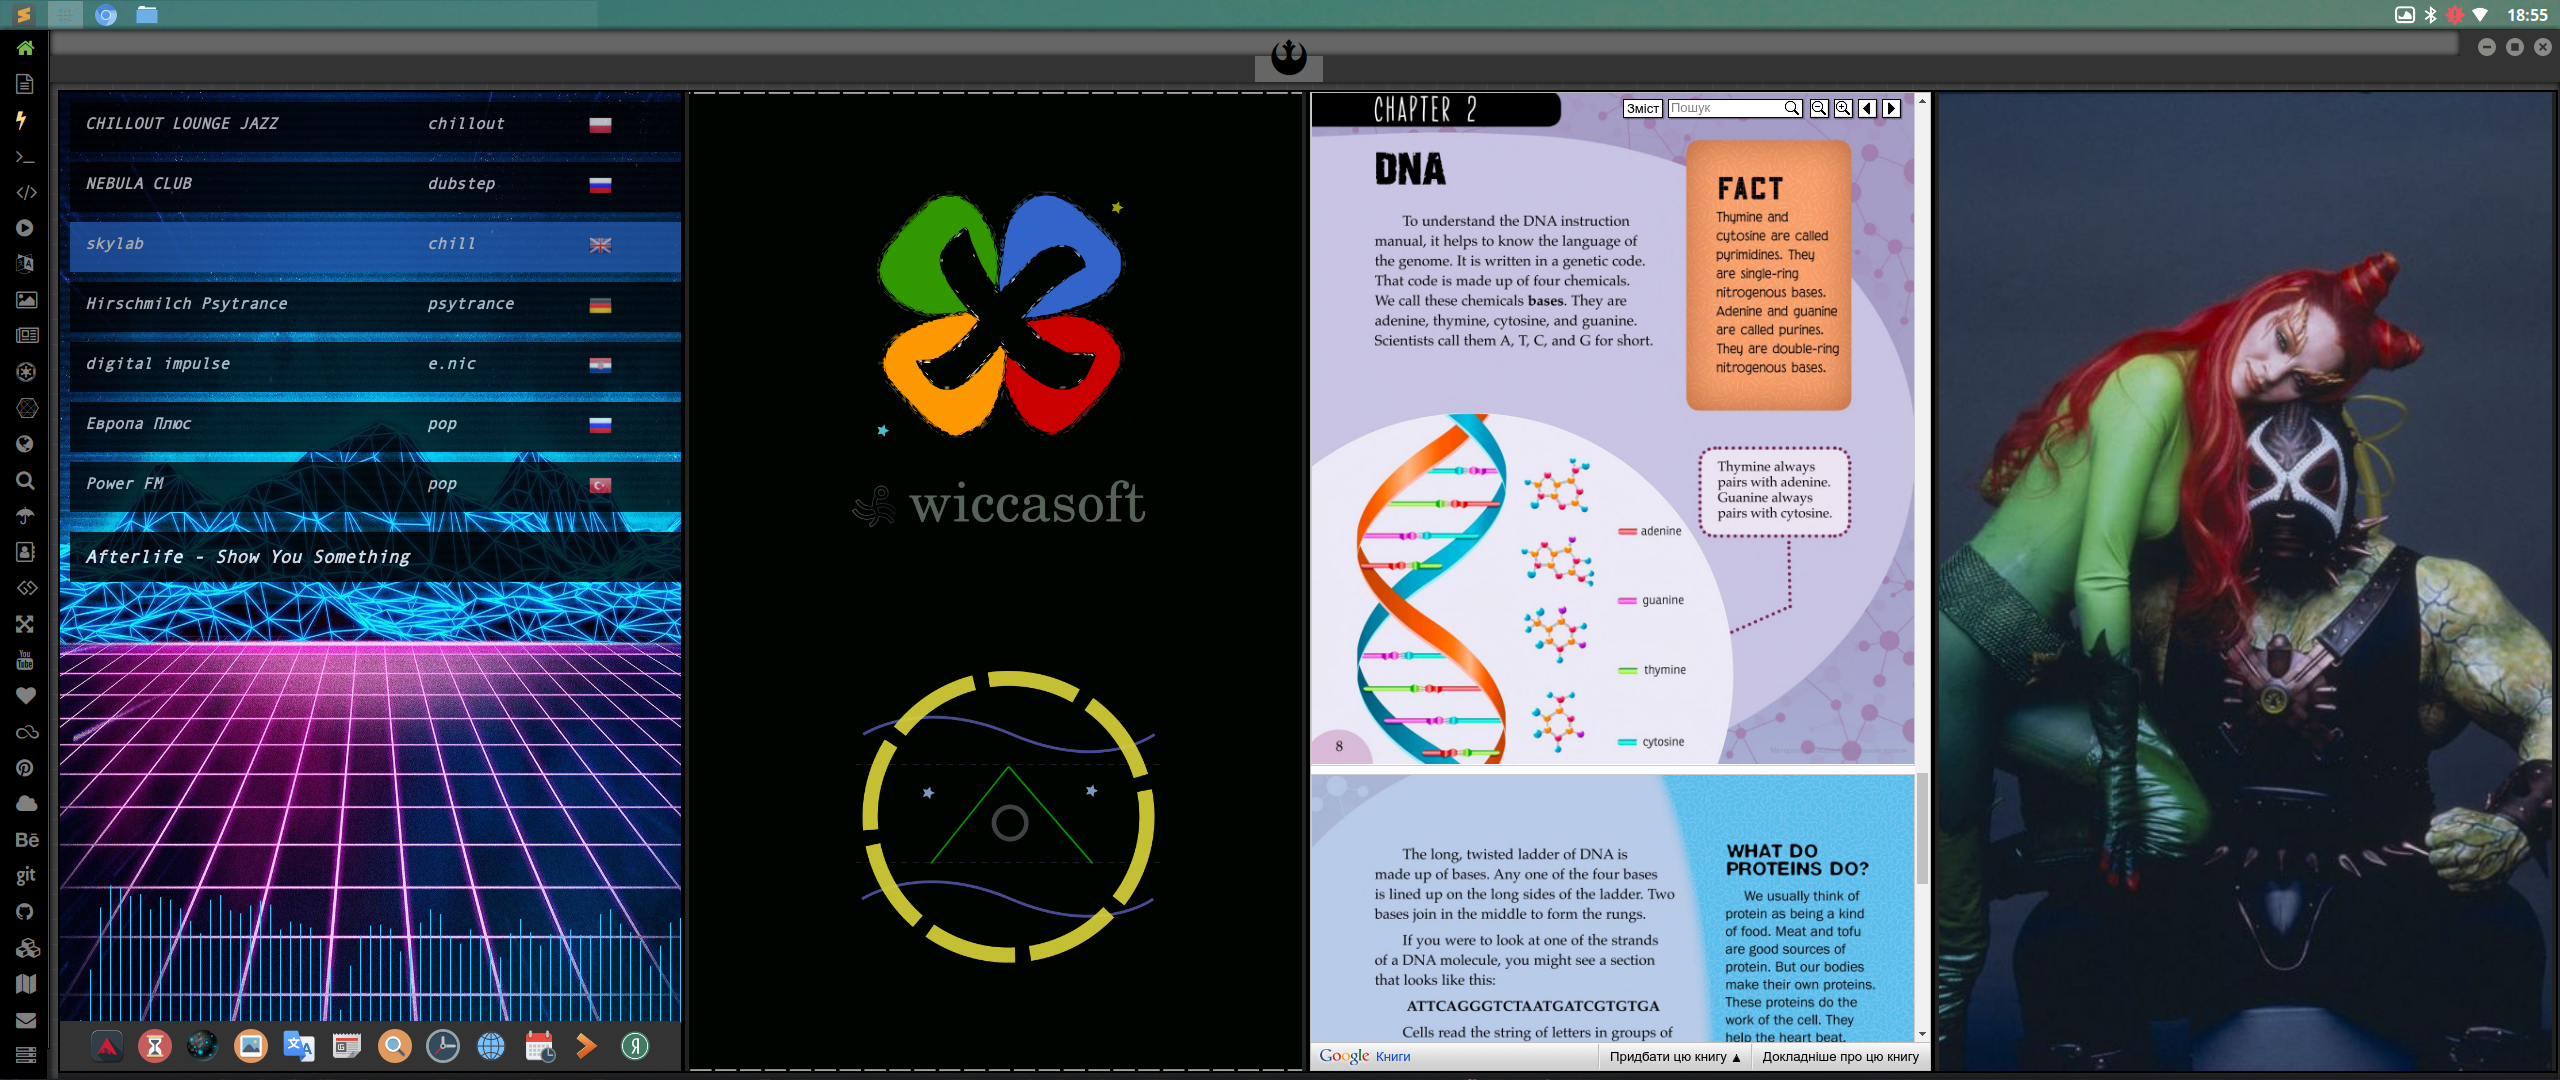 18:55
CHILLOUT LOUNGE JAZZ chillout
NEBULA CLUB dubstep
skylab chill
Hirschmilch Psytrance psytrance
digital impulse e.nic
Европа Плюс pop
Power FM pop
Afterlife - Show You Something
You
Tube
Bē
git
Я
wiccasoft
CHAPTER 2
Зміст
Пошук
DNA
To understand the DNA instruction
manual, it helps to know the language of
the genome. It is written in a genetic code.
That code is made up of four chemicals.
We call these chemicals bases. They are
adenine, thymine, cytosine, and guanine.
Scientists call them A, T, C, and G for short.
FACT
Thymine and
cytosine are called
pyrimidines. They
are single-ring
nitrogenous bases.
Adenine and guanine
are called purines.
They are double-ring
nitrogenous bases.
Thymine always
pairs with adenine.
Guanine always
pairs with cytosine.
adenine
guanine
thymine
cytosine
8
The long, twisted ladder of DNA is
made up of bases. Any one of the four bases
is lined up on the long sides of the ladder. Two
bases join in the middle to form the rungs.
If you were to look at one of the strands
of a DNA molecule, you might see a section
that looks like this:
ATTCAGGGTCTAATGATCGTGTGA
Cells read the string of letters in groups of
WHAT DO
PROTEINS DO?
We usually think of
protein as being a kind
of food. Meat and tofu
are good sources of
protein. But our bodies
make their own proteins.
These proteins do the
work of the cell. They
help the heart beat.
Google Книги
Придбати цю книгу ▲
Докладніше про цю книгу